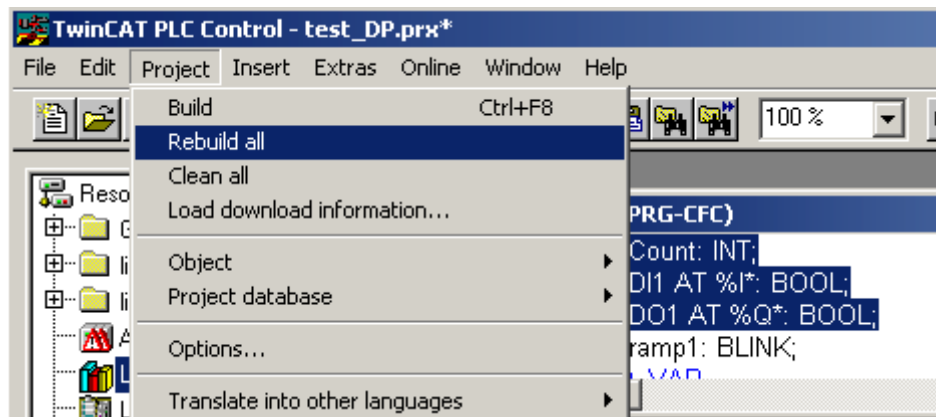 TwinCAT PLC Control - test_DP.prx*
File Edit Project Insert Extras Online Window Help
Build Ctrl+F8
100 %
Rebuild all
Clean all
Load download information...
PRG-CFC)
Count: INT;
Object
DI1 AT %I*: BOOL;
Project database
DO1 AT %Q*: BOOL;
Options...
ramp1: BLINK;
Translate into other languages